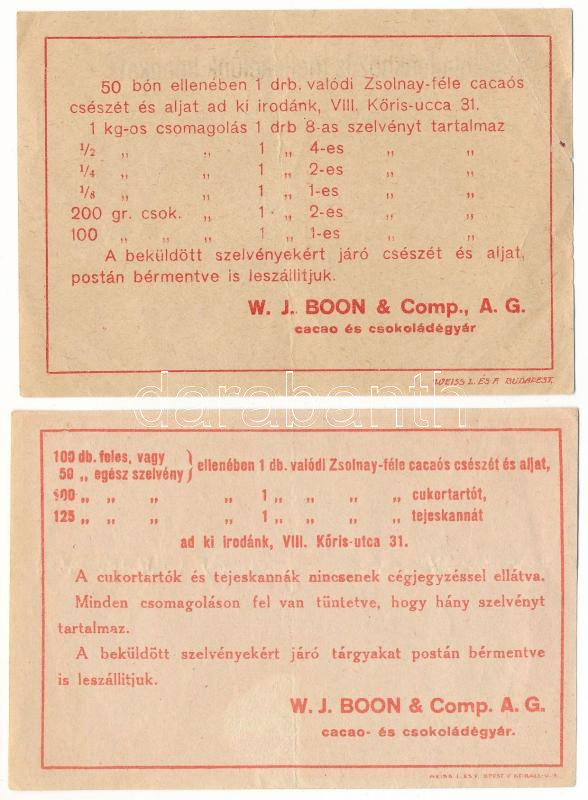 50 bón ellenében 1 drb. valódi Zsolnay-féle cacaós
csészét és aljat ad ki irodánk, VIII. Kőris-ucca 31.
1 kg-os csomagolás 1 drb 8-as szelvényt tartalmaz
1/2 „ „ 1 „ 4-es „ „
1/4 „ „ 1 „ 2-es „ „
1/8 „ „ 1 „ 1-es „ „
200 gr. csok. „ 1 „ 2-es „ „
100 „ „ „ 1 „ 1-es „ „
A beküldött szelvényekért járó csészét és aljat,
postán bérmentve is leszállitjuk.
W. J. BOON & Comp., A. G.
cacao és csokoládégyár
WEISS L. ÉS F. BUDAPEST.
darabanth
100 db. feles, vagy
50 „ egész szelvény } ellenében 1 db. valódi Zsolnay-féle cacaós csészét és aljat,
„ „ „ „ 1 „ „ „ „ cukortartót,
125 „ „ „ „ 1 „ „ „ „ tejeskannát
ad ki irodánk, VIII. Kőris-utca 31.
A cukortartók és tejeskannák nincsenek cégjegyzéssel ellátva.
Minden csomagoláson fel van tüntetve, hogy hány szelvényt
tartalmaz.
A beküldött szelvényekért járó tárgyakat postán bérmentve
is leszállitjuk.
W. J. BOON & Comp. A. G.
cacao- és csokoládégyár.
WEISS L. ÉS F.